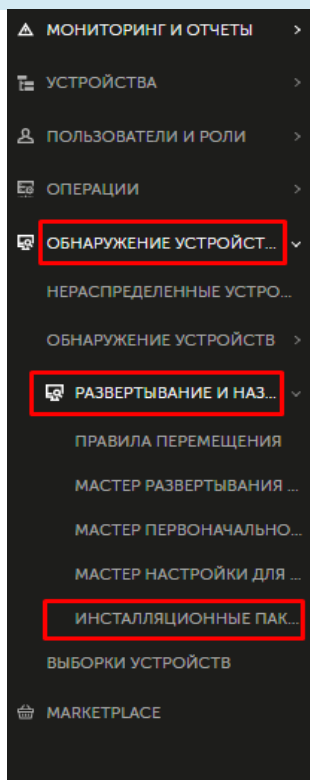 МОНИТОРИНГ И ОТЧЕТЫ
УСТРОЙСТВА
ПОЛЬЗОВАТЕЛИ И РОЛИ
ОПЕРАЦИИ
ОБНАРУЖЕНИЕ УСТРОЙСТ...
НЕРАСПРЕДЕЛЕННЫЕ УСТРО...
ОБНАРУЖЕНИЕ УСТРОЙСТВ
РАЗВЕРТЫВАНИЕ И НАЗ...
ПРАВИЛА ПЕРЕМЕЩЕНИЯ
МАСТЕР РАЗВЕРТЫВАНИЯ ...
МАСТЕР ПЕРВОНАЧАЛЬНО...
МАСТЕР НАСТРОЙКИ ДЛЯ ...
ИНСТАЛЛЯЦИОННЫЕ ПАК...
ВЫБОРКИ УСТРОЙСТВ
MARKETPLACE